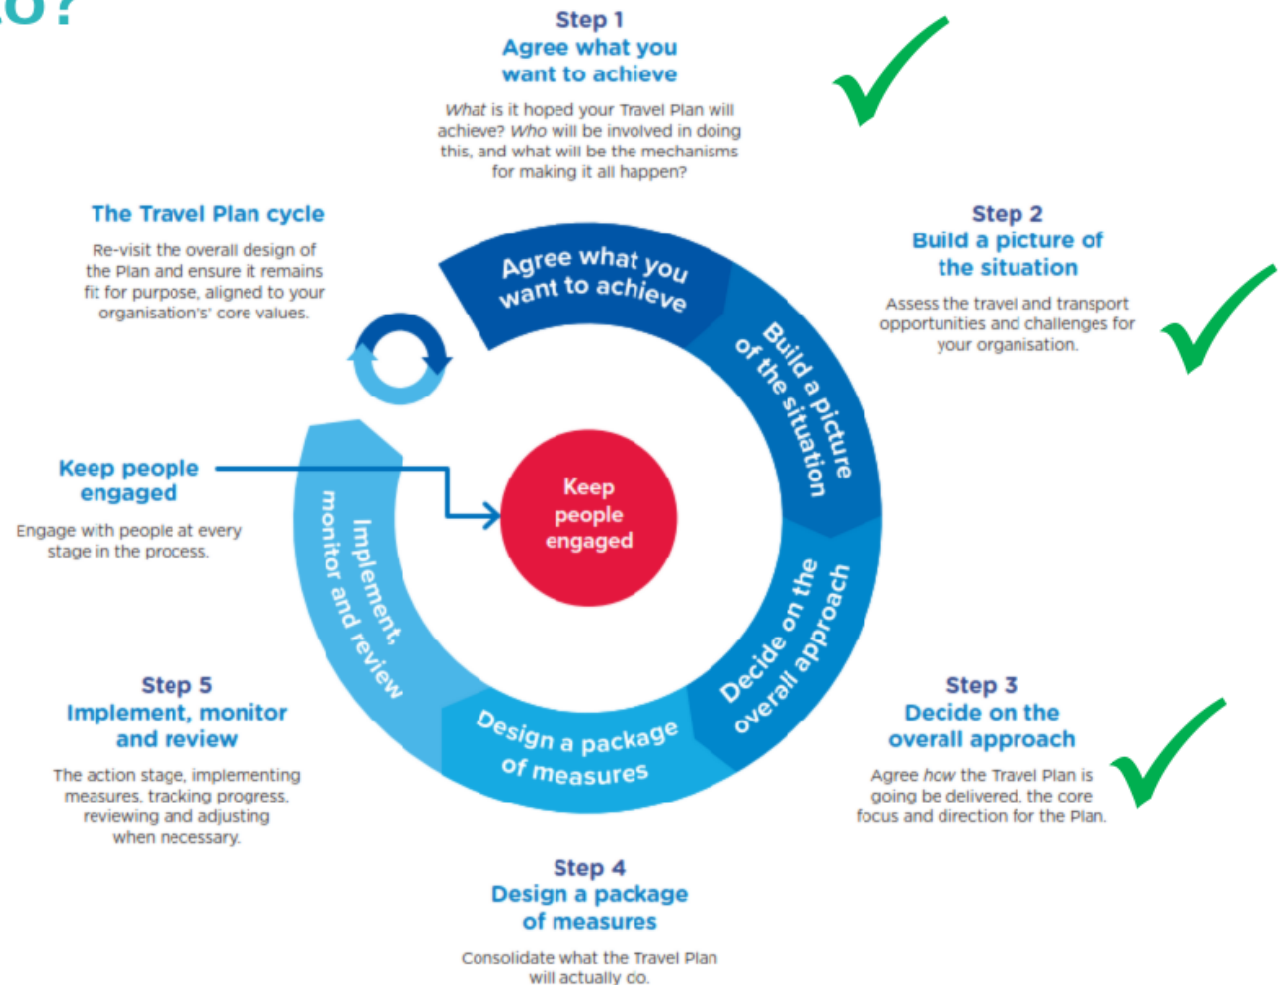 to?
Step 1
Agree what you
want to achieve
What is it hoped your Travel Plan will
achieve? Who will be involved in doing
this, and what will be the mechanisms
for making it all happen?
The Travel Plan cycle
Re-visit the overall design of
the Plan and ensure it remains
fit for purpose, aligned to your
organisation's' core values.
Step 2
Build a picture of
the situation
Assess the travel and transport
opportunities and challenges for
your organisation.
Agree what you
want to achieve
Build a picture
of the situation
Decide on the
overall approach
Design a package
of measures
Implement,
monitor and review
Keep people
engaged
Engage with people at every
stage in the process.
Keep
people
engaged
Step 5
Implement, monitor
and review
The action stage, implementing
measures, tracking progress,
reviewing and adjusting
when necessary.
Step 3
Decide on the
overall approach
Agree how the Travel Plan is
going be delivered, the core
focus and direction for the Plan.
Step 4
Design a package
of measures
Consolidate what the Travel Plan
will actually do.